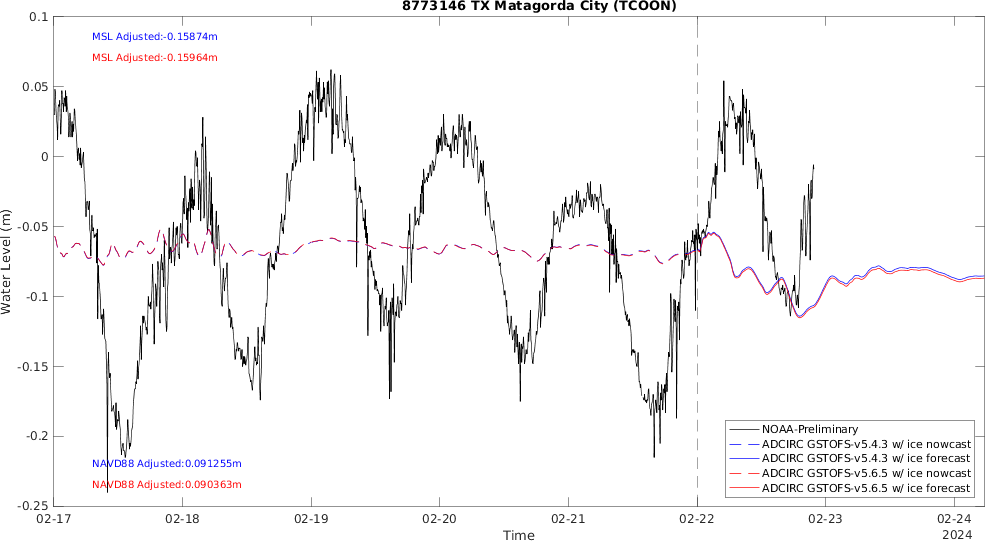 8773146 TX Matagorda City (TCOON)
MSL Adjusted:-0.15874m
MSL Adjusted:-0.15964m
NAVD88 Adjusted:0.091255m
NAVD88 Adjusted:0.090363m
Water Level (m)
0.1
0.05
0
-0.05
-0.1
-0.15
-0.2
-0.25
NOAA-Preliminary
ADCIRC GSTOFS-v5.4.3 w/ ice nowcast
ADCIRC GSTOFS-v5.4.3 w/ ice forecast
ADCIRC GSTOFS-v5.6.5 w/ ice nowcast
ADCIRC GSTOFS-v5.6.5 w/ ice forecast
02-17 02-18 02-19 02-20 02-21 02-22 02-23 02-24
Time
2024